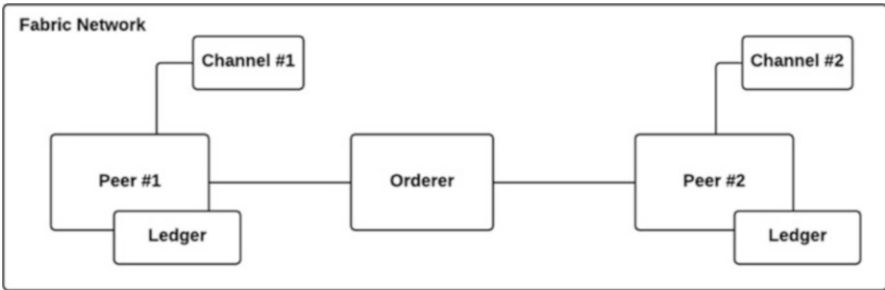 Fabric Network
Channel #1
Channel #2
Peer #1
Orderer
Peer #2
Ledger
Ledger